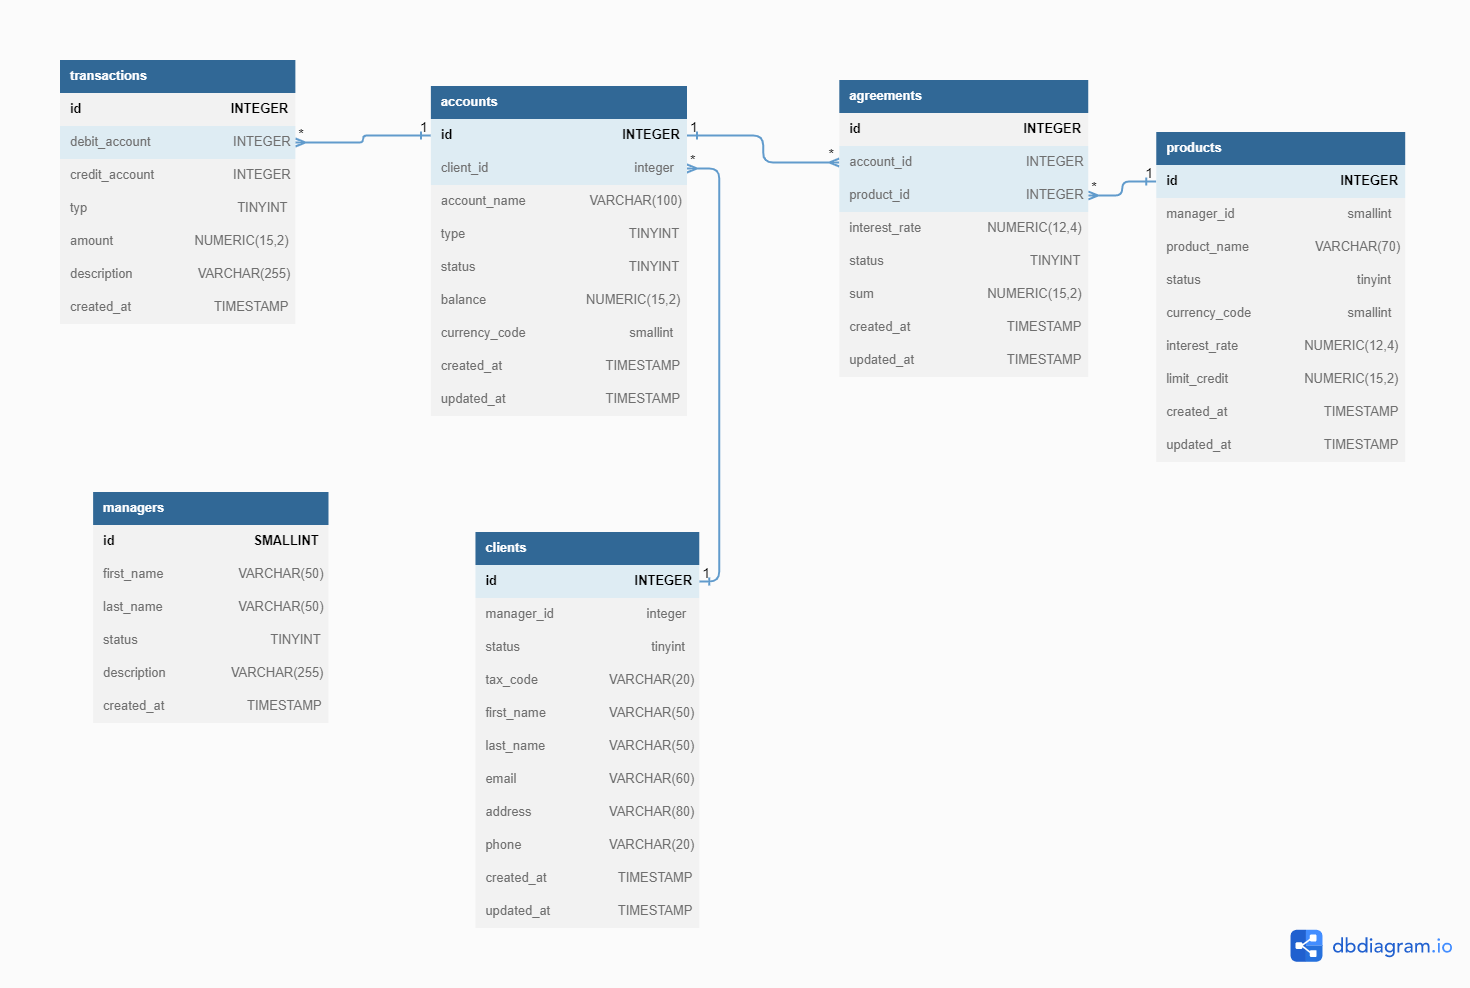 transactions
id INTEGER
debit_account INTEGER
credit_account INTEGER
typ TINYINT
amount NUMERIC(15,2)
description VARCHAR(255)
created_at TIMESTAMP
* 1
accounts
id INTEGER
client_id integer
account_name VARCHAR(100)
type TINYINT
status TINYINT
balance NUMERIC(15,2)
currency_code smallint
created_at TIMESTAMP
updated_at TIMESTAMP
1 *
*
agreements
id INTEGER
account_id INTEGER
product_id INTEGER
interest_rate NUMERIC(12,4)
status TINYINT
sum NUMERIC(15,2)
created_at TIMESTAMP
updated_at TIMESTAMP
* 1
products
id INTEGER
manager_id smallint
product_name VARCHAR(70)
status tinyint
currency_code smallint
interest_rate NUMERIC(12,4)
limit_credit NUMERIC(15,2)
created_at TIMESTAMP
updated_at TIMESTAMP
managers
id SMALLINT
first_name VARCHAR(50)
last_name VARCHAR(50)
status TINYINT
description VARCHAR(255)
created_at TIMESTAMP
clients
id INTEGER 1
manager_id integer
status tinyint
tax_code VARCHAR(20)
first_name VARCHAR(50)
last_name VARCHAR(50)
email VARCHAR(60)
address VARCHAR(80)
phone VARCHAR(20)
created_at TIMESTAMP
updated_at TIMESTAMP
dbdiagram.io